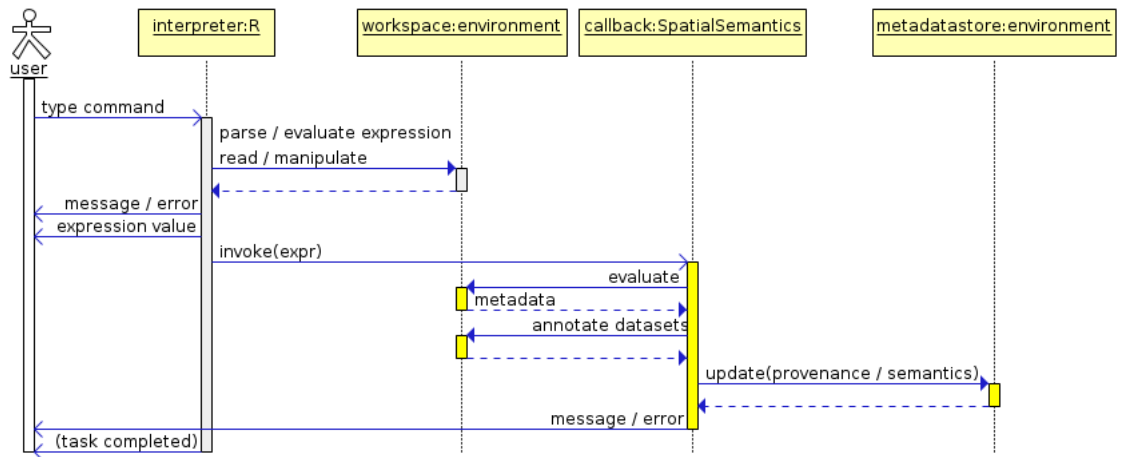 interpreter:R
workspace:environment
callback:SpatialSemantics
metadatastore:environment
user
type command
parse / evaluate expression
read / manipulate
message / error
expression value
invoke(expr)
evaluate
metadata
annotate datasets
update(provenance / semantics)
message / error
(task completed)